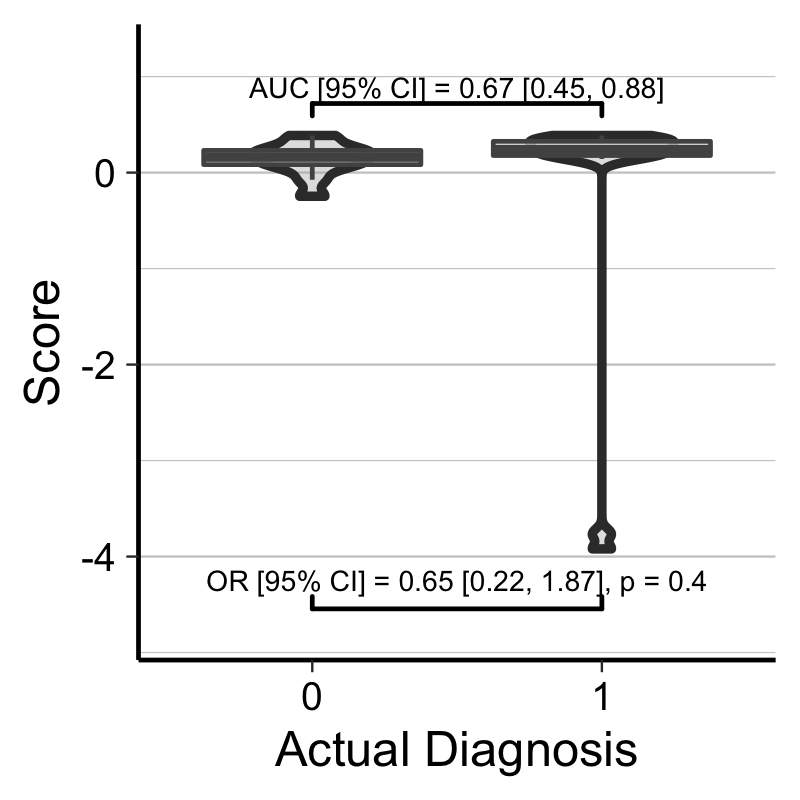 AUC [95% CI] = 0.67 [0.45, 0.88]
0
-2
-4
Score
OR [95% CI] = 0.65 [0.22, 1.87], p = 0.4
0 1
Actual Diagnosis